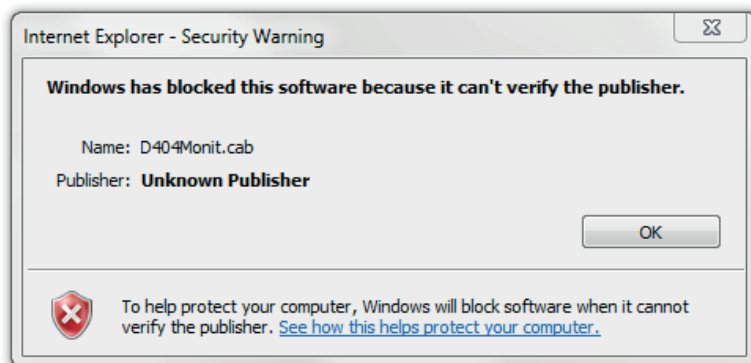 Internet Explorer - Security Warning
Windows has blocked this software because it can't verify the publisher.
Name: D404Monit.cab
Publisher: Unknown Publisher
OK
To help protect your computer, Windows will block software when it cannot
verify the publisher. See how this helps protect your computer.